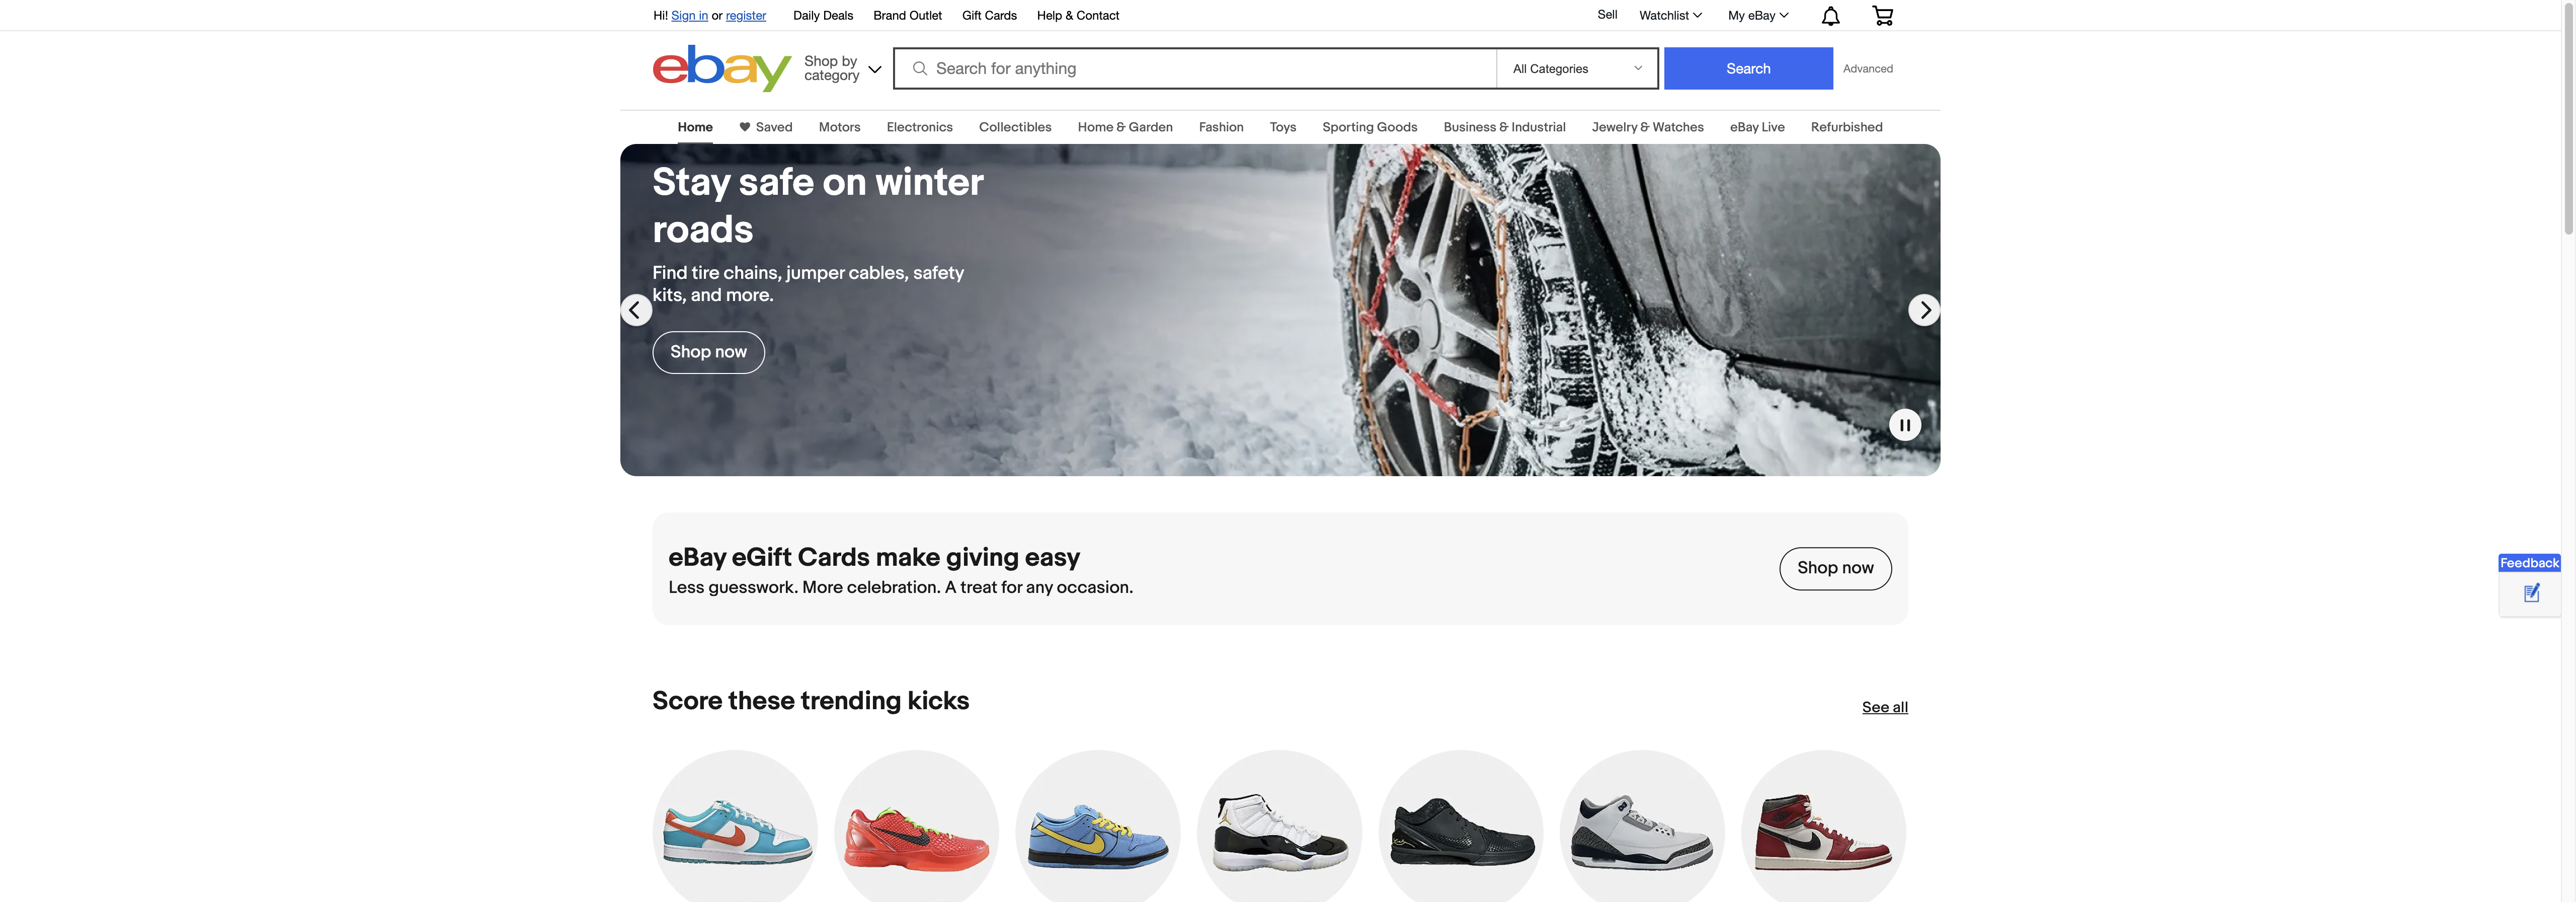 Hi! Sign in or register Daily Deals Brand Outlet Gift Cards Help & Contact Sell Watchlist My eBay
ebay
Shop by
category
Search for anything
All Categories
Search
Advanced
Home Saved Motors Electronics Collectibles Home & Garden Fashion Toys Sporting Goods Business & Industrial Jewelry & Watches eBay Live Refurbished
Stay safe on winter
roads
Find tire chains, jumper cables, safety
kits, and more.
Shop now
eBay eGift Cards make giving easy
Less guesswork. More celebration. A treat for any occasion.
Shop now
Feedback
Score these trending kicks
See all